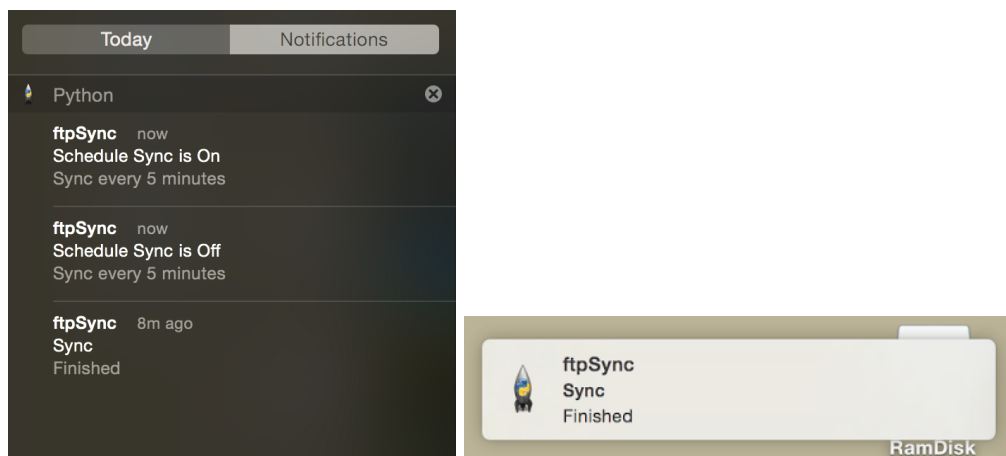 Today Notifications
Python
ftpSync now
Schedule Sync is On
Sync every 5 minutes
ftpSync now
Schedule Sync is Off
Sync every 5 minutes
ftpSync 8m ago
Sync
Finished
ftpSync
Sync
Finished
RamDisk